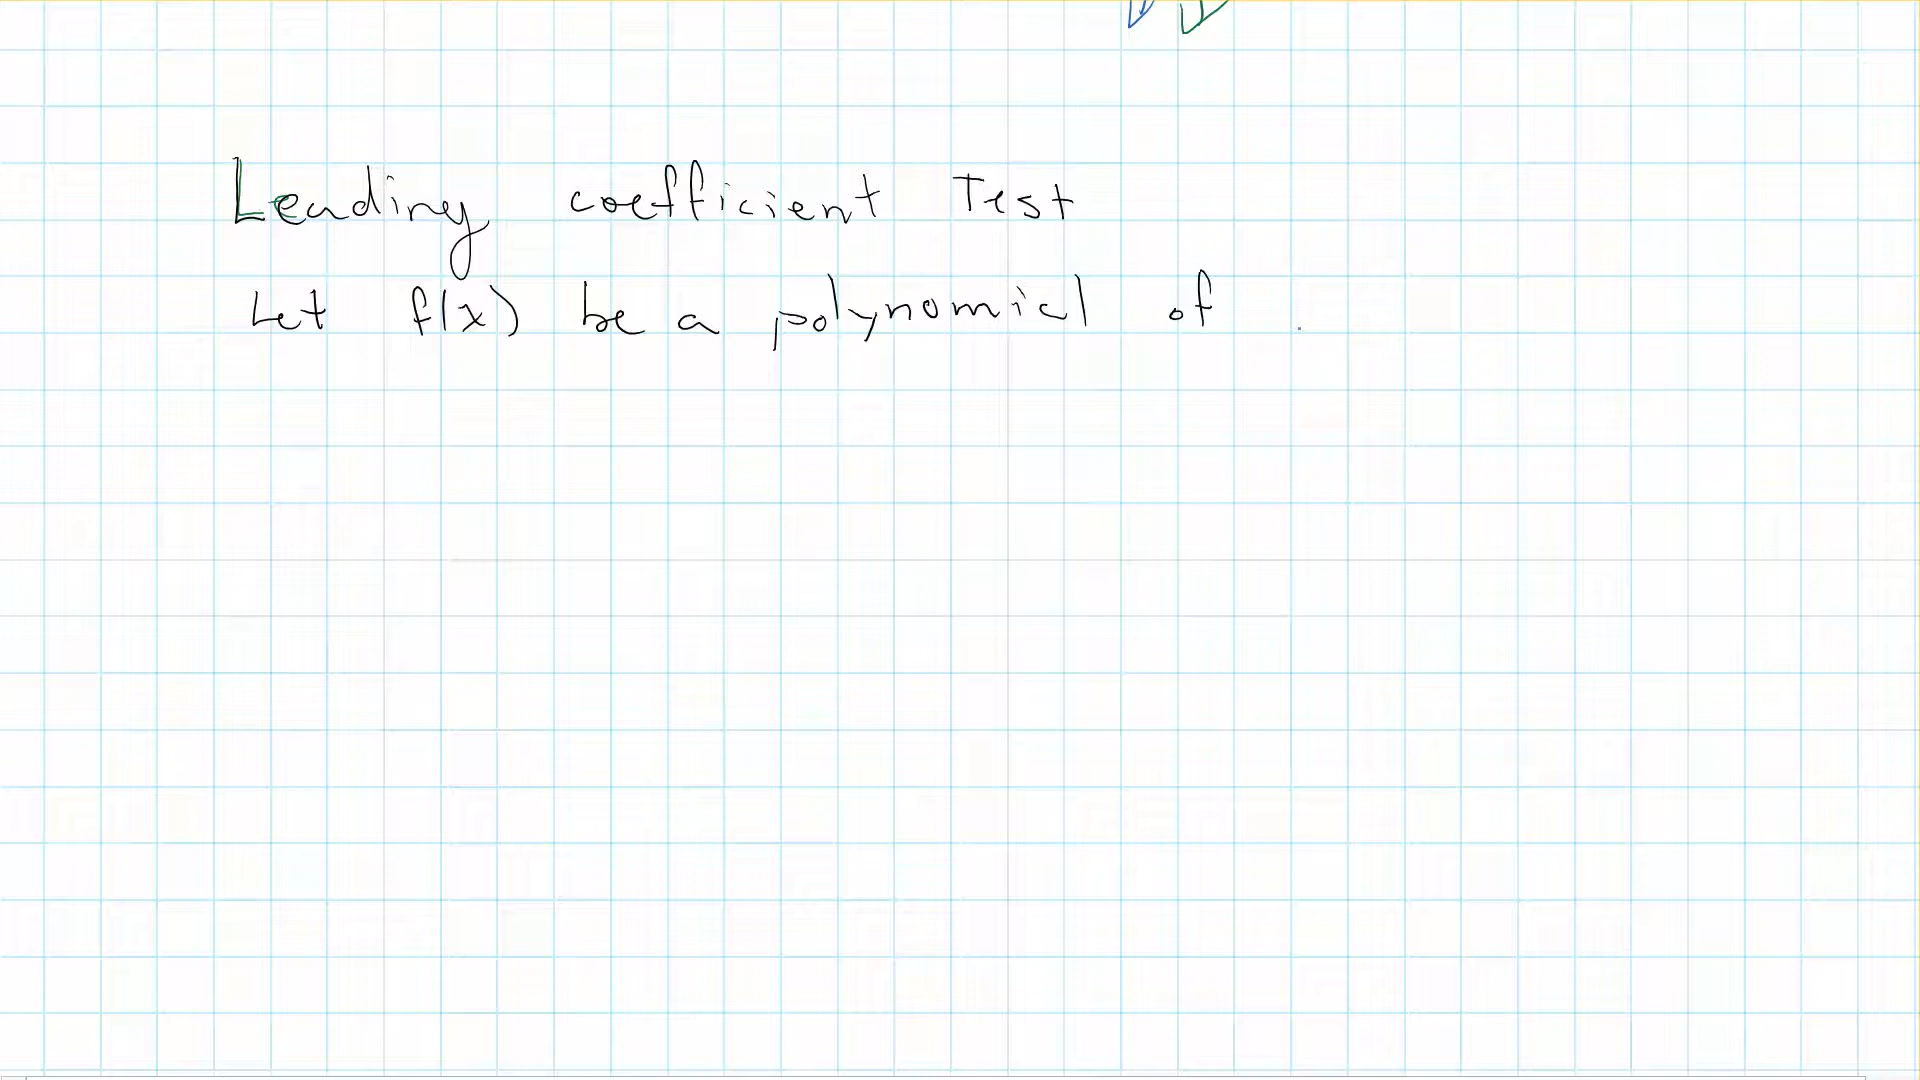 Leading coefficient Test
Let f(x) be a polynomial of